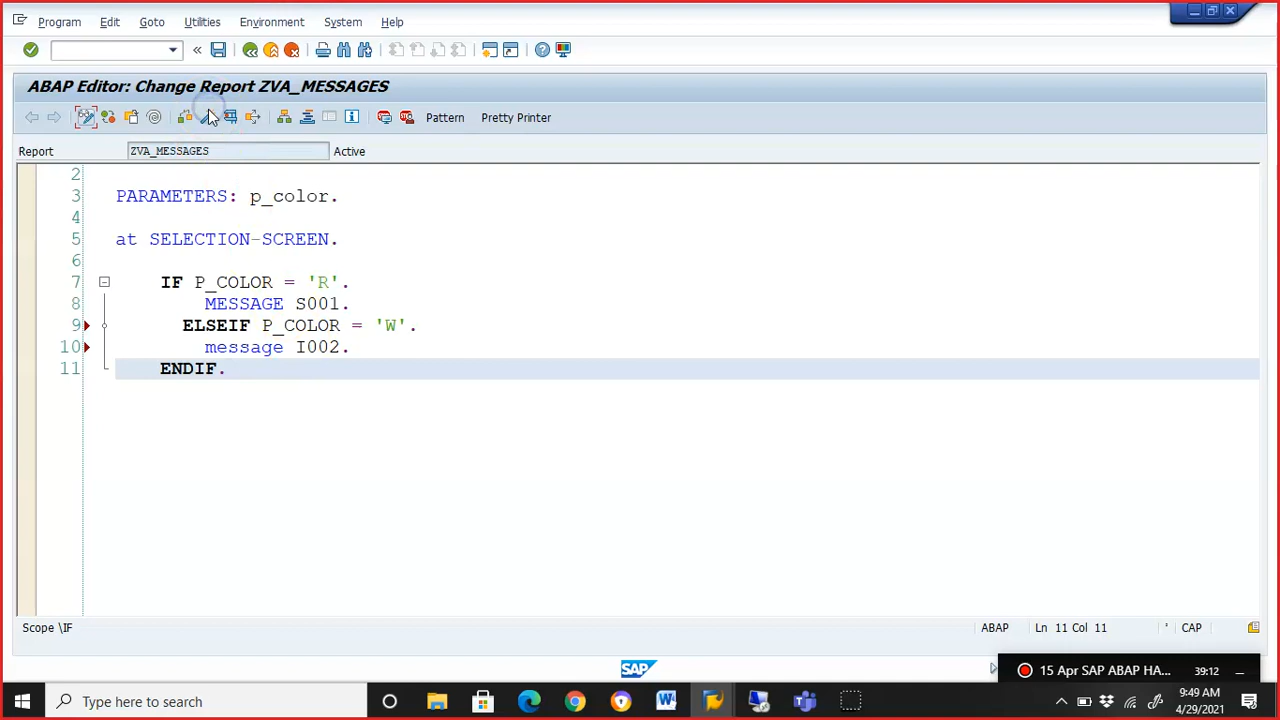 Program Edit Goto Utilities Environment System Help
ABAP Editor: Change Report ZVA_MESSAGES
Pattern Pretty Printer
Report ZVA_MESSAGES Active
2
3 PARAMETERS: p_color.
4
5 at SELECTION-SCREEN.
6
7 IF P_COLOR = 'R'.
8 MESSAGE S001.
9 ELSEIF P_COLOR = 'W'.
10 message I002.
11 ENDIF.
Scope \IF ABAP Ln 11 Col 11 ' CAP
SAP
15 Apr SAP ABAP HA... 39:12
Type here to search
9:49 AM
4/29/2021